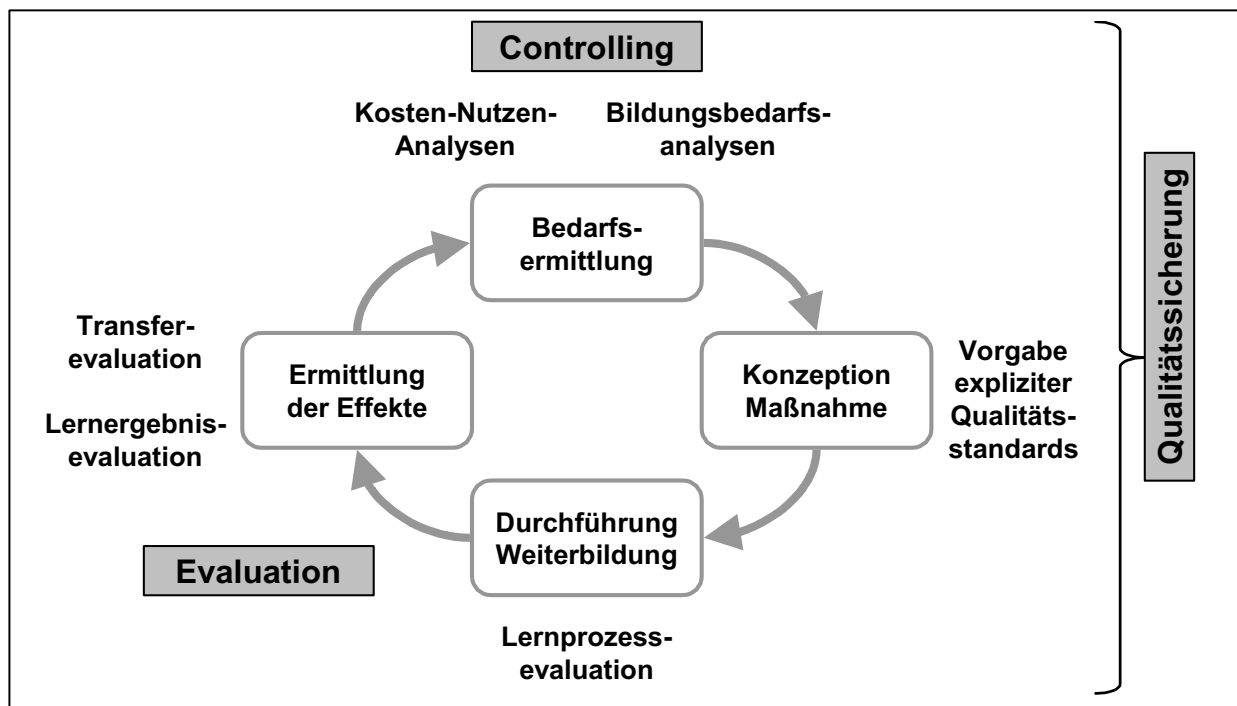 Controlling
Kosten-Nutzen-
Analysen
Bildungsbedarfs-
analysen
Bedarfs-
ermittlung
Transfer-
evaluation
Lernergebnis-
evaluation
Ermittlung
der Effekte
Konzeption
Maßnahme
Vorgabe
expliziter
Qualitäts-
standards
Durchführung
Weiterbildung
Evaluation
Lernprozess-
evaluation
Qualitätssicherung